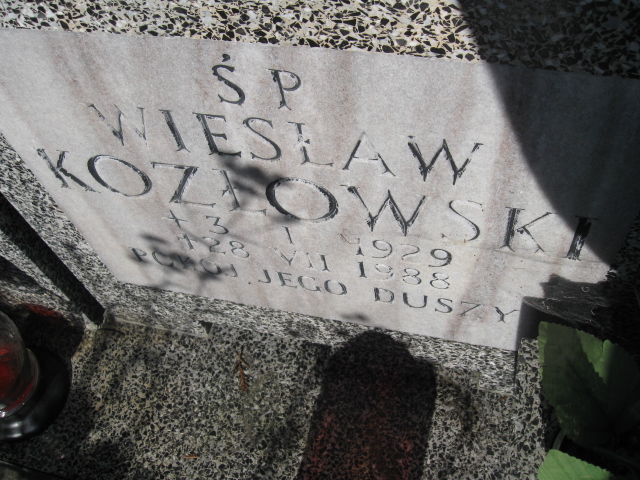 ŚP
WIESŁAW
KOZŁOWSKI
* 3 I 1929
† 28 VII 1988
POKÓJ JEGO DUSZY